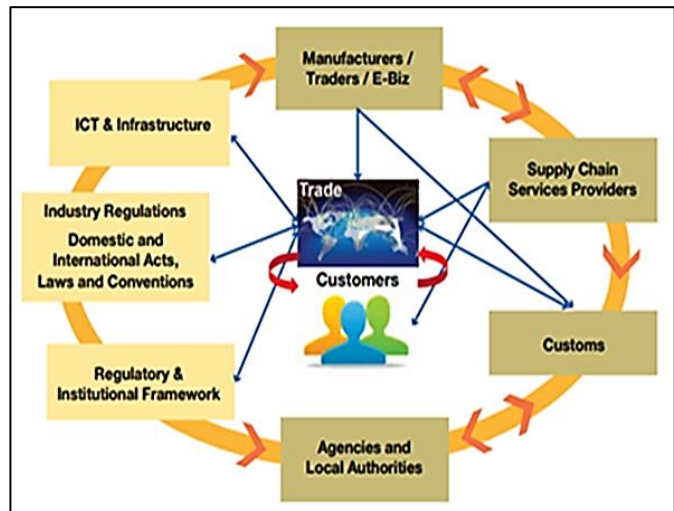 Manufacturers /
Traders / E-Biz
ICT & Infrastructure
Supply Chain
Services Providers
Trade
Industry Regulations
Domestic and
International Acts,
Laws and Conventions
Customers
Customs
Regulatory &
Institutional Framework
Agencies and
Local Authorities